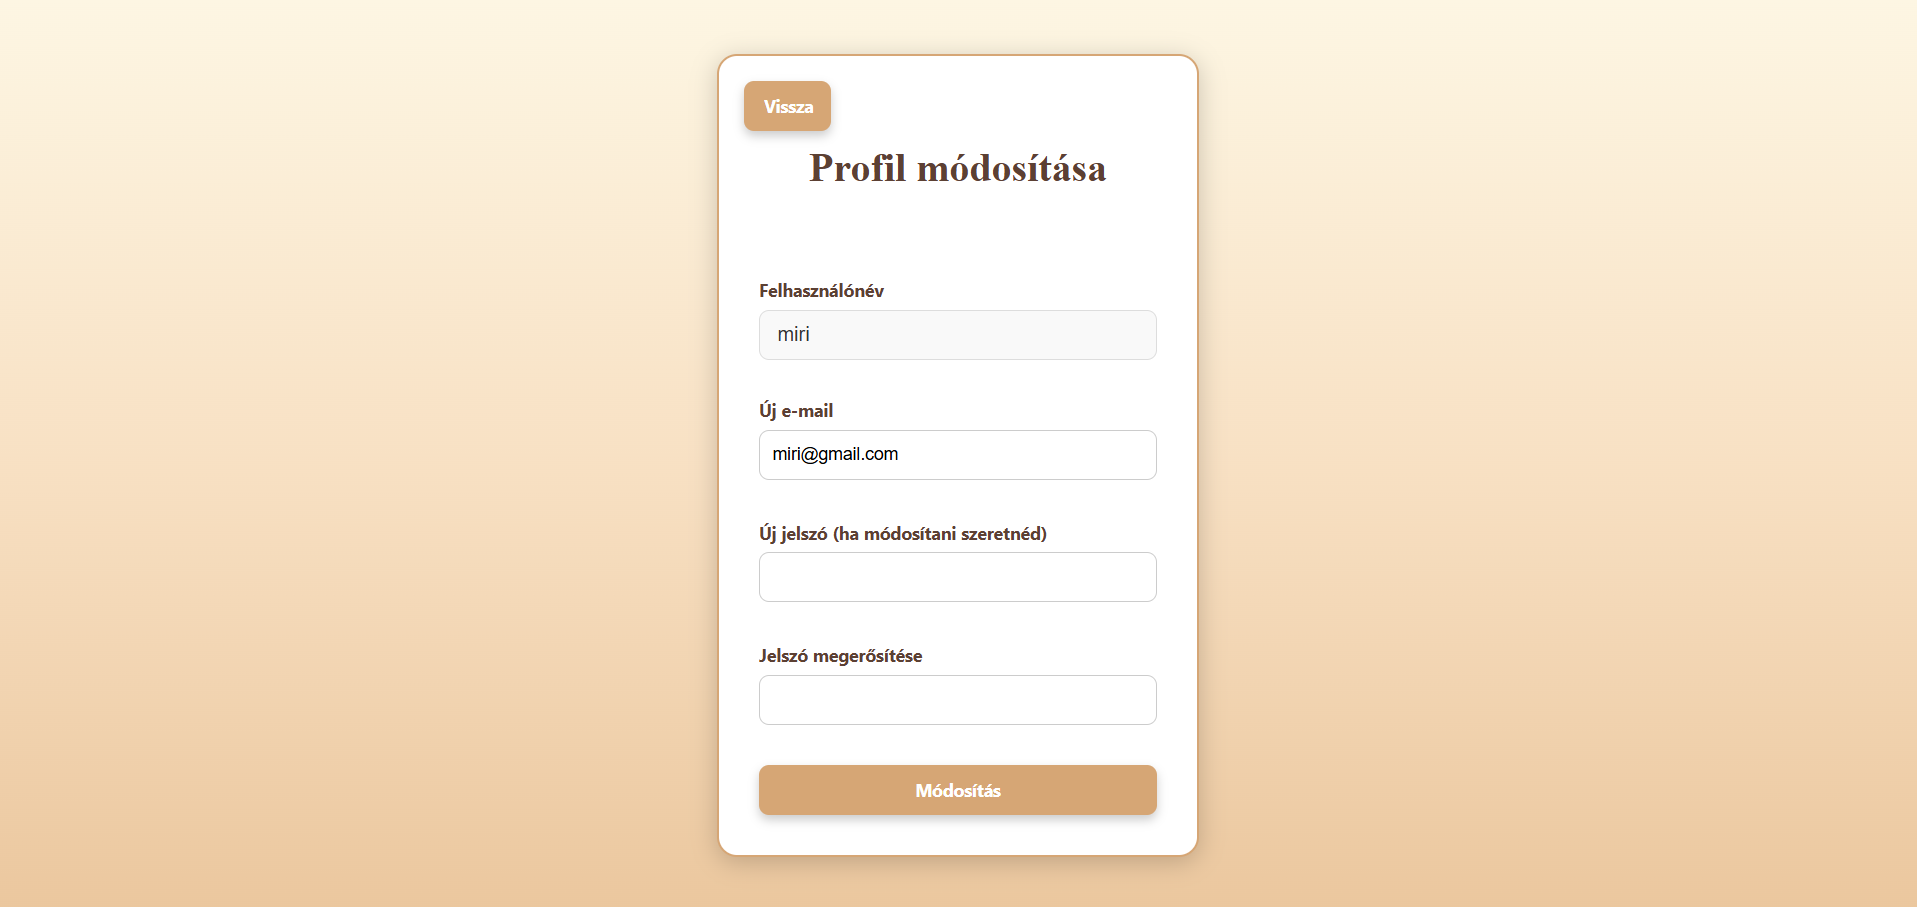 Vissza
Profil módosítása
Felhasználónév
miri
Új e-mail
miri@gmail.com
Új jelszó (ha módosítani szeretnéd)
Jelszó megerősítése
Módosítás